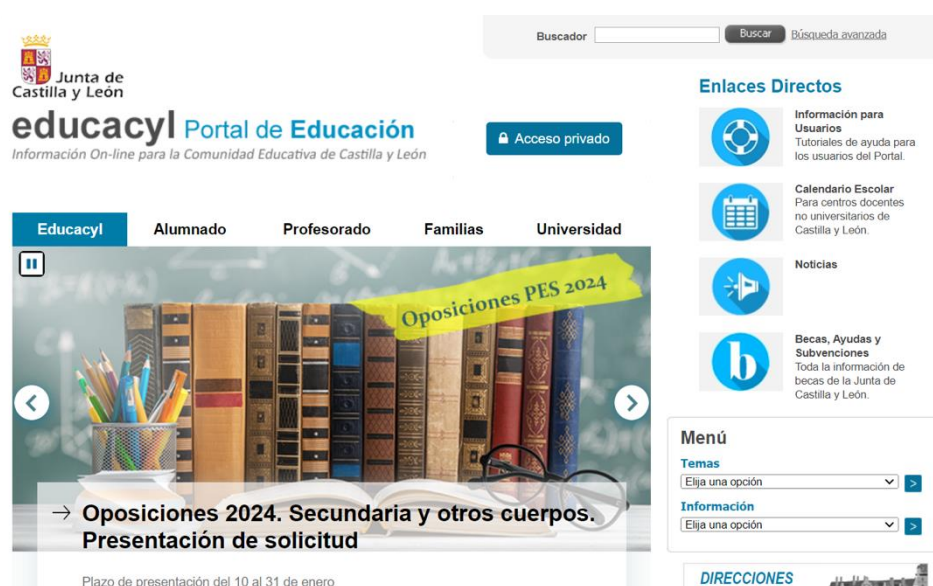 Buscador
Buscar
Búsqueda avanzada
Junta de
Castilla y León
educacyl Portal de Educación
Información On-line para la Comunidad Educativa de Castilla y León
Acceso privado
Educacyl
Alumnado
Profesorado
Familias
Universidad
Oposiciones PES 2024
→ Oposiciones 2024. Secundaria y otros cuerpos.
Presentación de solicitud
Plazo de presentación del 10 al 31 de enero
Enlaces Directos
Información para
Usuarios
Tutoriales de ayuda para
los usuarios del Portal.
Calendario Escolar
Para centros docentes
no universitarios de
Castilla y León.
Noticias
b
Becas, Ayudas y
Subvenciones
Toda la información de
becas de la Junta de
Castilla y León.
Menú
Temas
Elija una opción
>
Información
Elija una opción
>
DIRECCIONES